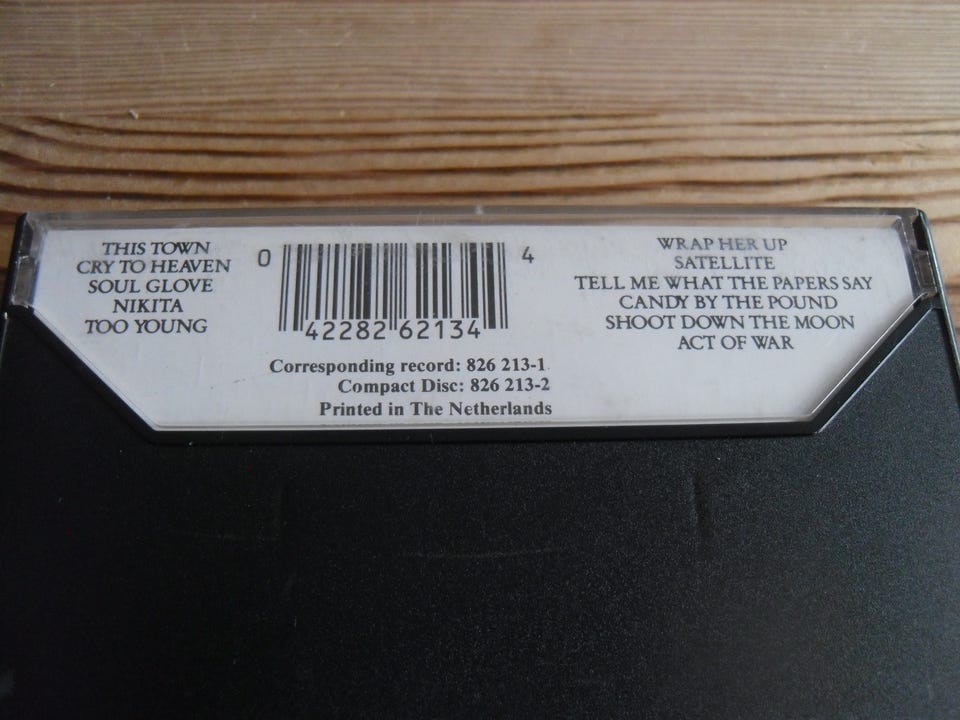 THIS TOWN
CRY TO HEAVEN
SOUL GLOVE
NIKITA
TOO YOUNG
0 42282 62134 4
Corresponding record: 826 213-1
Compact Disc: 826 213-2
Printed in The Netherlands
WRAP HER UP
SATELLITE
TELL ME WHAT THE PAPERS SAY
CANDY BY THE POUND
SHOOT DOWN THE MOON
ACT OF WAR